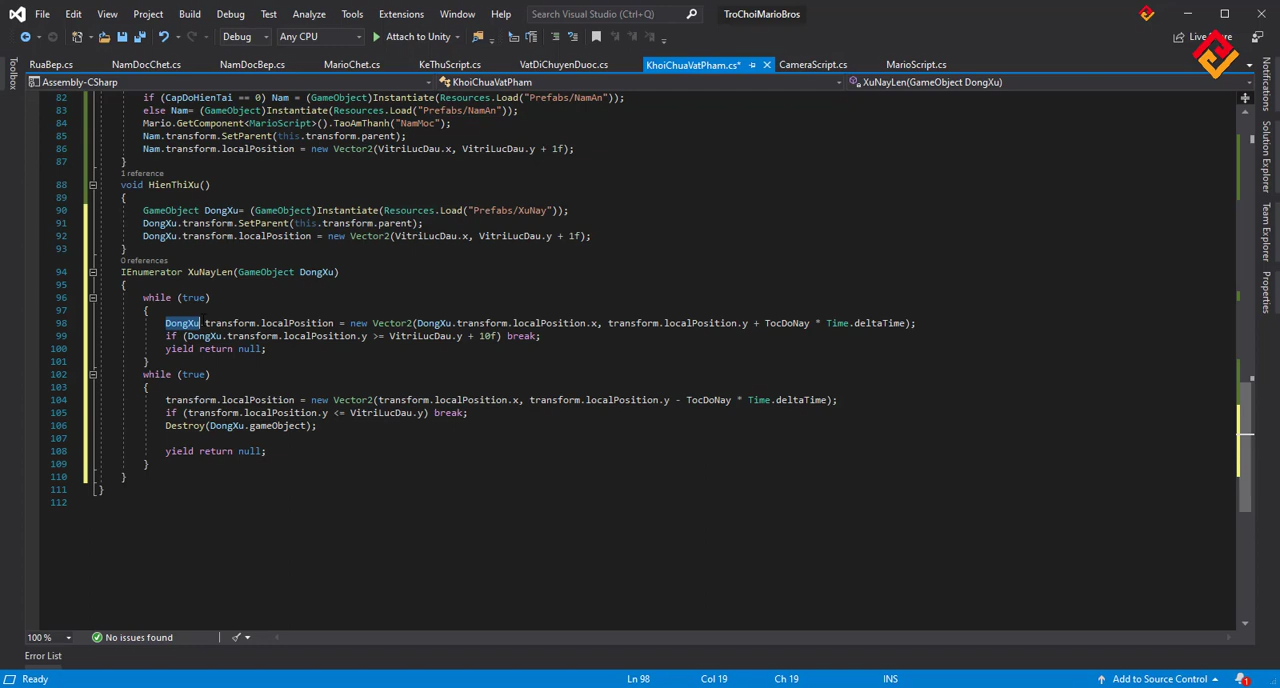 File Edit View Project Build Debug Test Analyze Tools Extensions Window Help Search Visual Studio (Ctrl+Q) TroChoiMarioBros
Debug Any CPU Attach to Unity Live Share
RuaBep.cs NamDocChet.cs NamDocBep.cs MarioChet.cs KeThuScript.cs VatDiChuyenDuoc.cs KhoiChuaVatPham.cs* CameraScript.cs MarioScript.cs
Assembly-CSharp KhoiChuaVatPham XuNayLen(GameObject DongXu)
82 if (CapDoHienTai == 0) Nam = (GameObject)Instantiate(Resources.Load("Prefabs/NamAn"));
83 else Nam= (GameObject)Instantiate(Resources.Load("Prefabs/NamAn"));
84 Mario.GetComponent<MarioScript>().TaoAmThanh("NamMoc");
85 Nam.transform.SetParent(this.transform.parent);
86 Nam.transform.localPosition = new Vector2(VitriLucDau.x, VitriLucDau.y + 1f);
87 }
1 reference
88 void HienThiXu()
89 {
90 GameObject DongXu= (GameObject)Instantiate(Resources.Load("Prefabs/XuNay"));
91 DongXu.transform.SetParent(this.transform.parent);
92 DongXu.transform.localPosition = new Vector2(VitriLucDau.x, VitriLucDau.y + 1f);
93 }
0 references
94 IEnumerator XuNayLen(GameObject DongXu)
95 {
96 while (true)
97 {
98 DongXu.transform.localPosition = new Vector2(DongXu.transform.localPosition.x, transform.localPosition.y + TocDoNay * Time.deltaTime);
99 if (DongXu.transform.localPosition.y >= VitriLucDau.y + 10f) break;
100 yield return null;
101 }
102 while (true)
103 {
104 transform.localPosition = new Vector2(transform.localPosition.x, transform.localPosition.y - TocDoNay * Time.deltaTime);
105 if (transform.localPosition.y <= VitriLucDau.y) break;
106 Destroy(DongXu.gameObject);
107
108 yield return null;
109 }
110 }
111 }
112
Toolbox
Notifications
Solution Explorer
Team Explorer
Properties
100 % No issues found
Error List
Ready Ln 98 Col 19 Ch 19 INS Add to Source Control 1